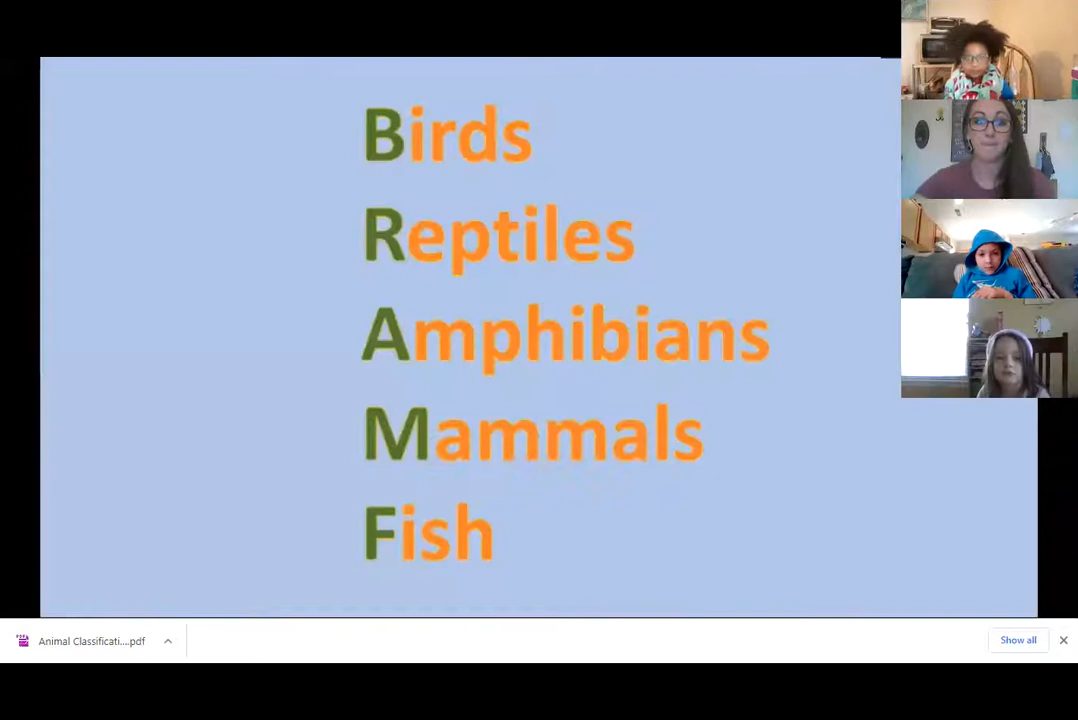 Birds
Reptiles
Amphibians
Mammals
Fish
Animal Classificati....pdf
Show all